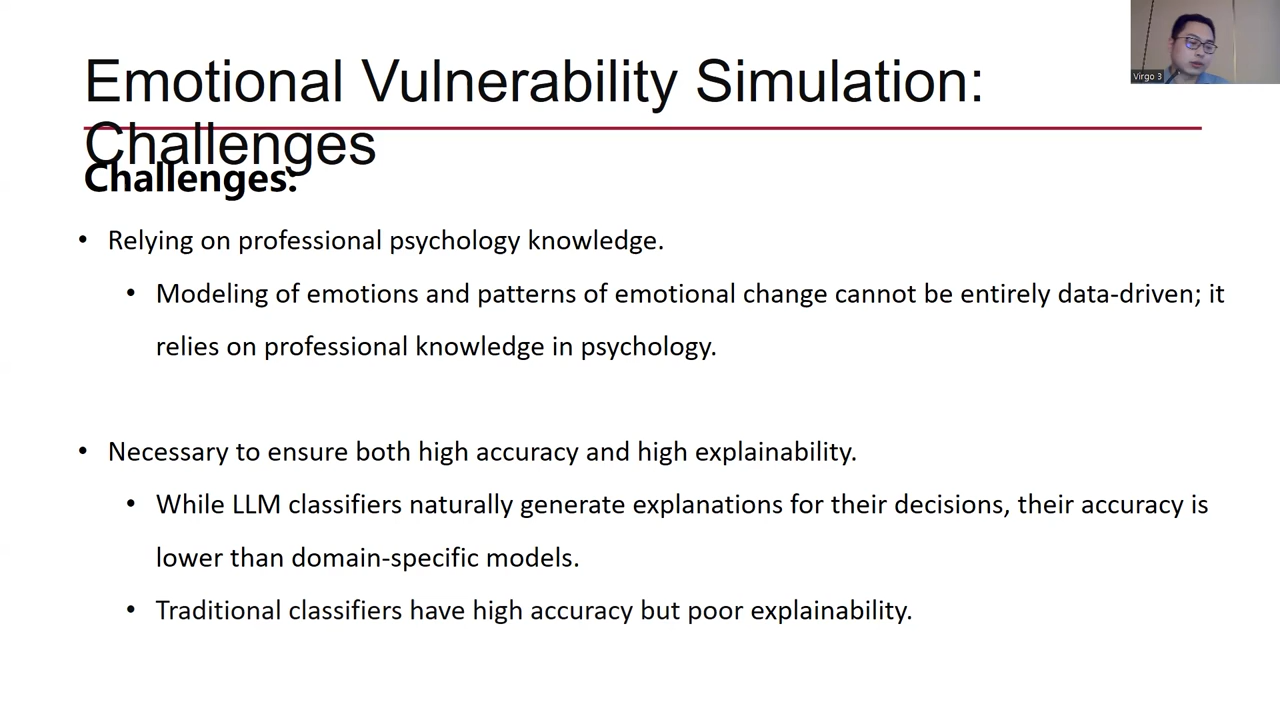 Emotional Vulnerability Simulation:
Challenges
Challenges:
• Relying on professional psychology knowledge.
• Modeling of emotions and patterns of emotional change cannot be entirely data-driven; it
relies on professional knowledge in psychology.
• Necessary to ensure both high accuracy and high explainability.
• While LLM classifiers naturally generate explanations for their decisions, their accuracy is
lower than domain-specific models.
• Traditional classifiers have high accuracy but poor explainability.
Virgo 3